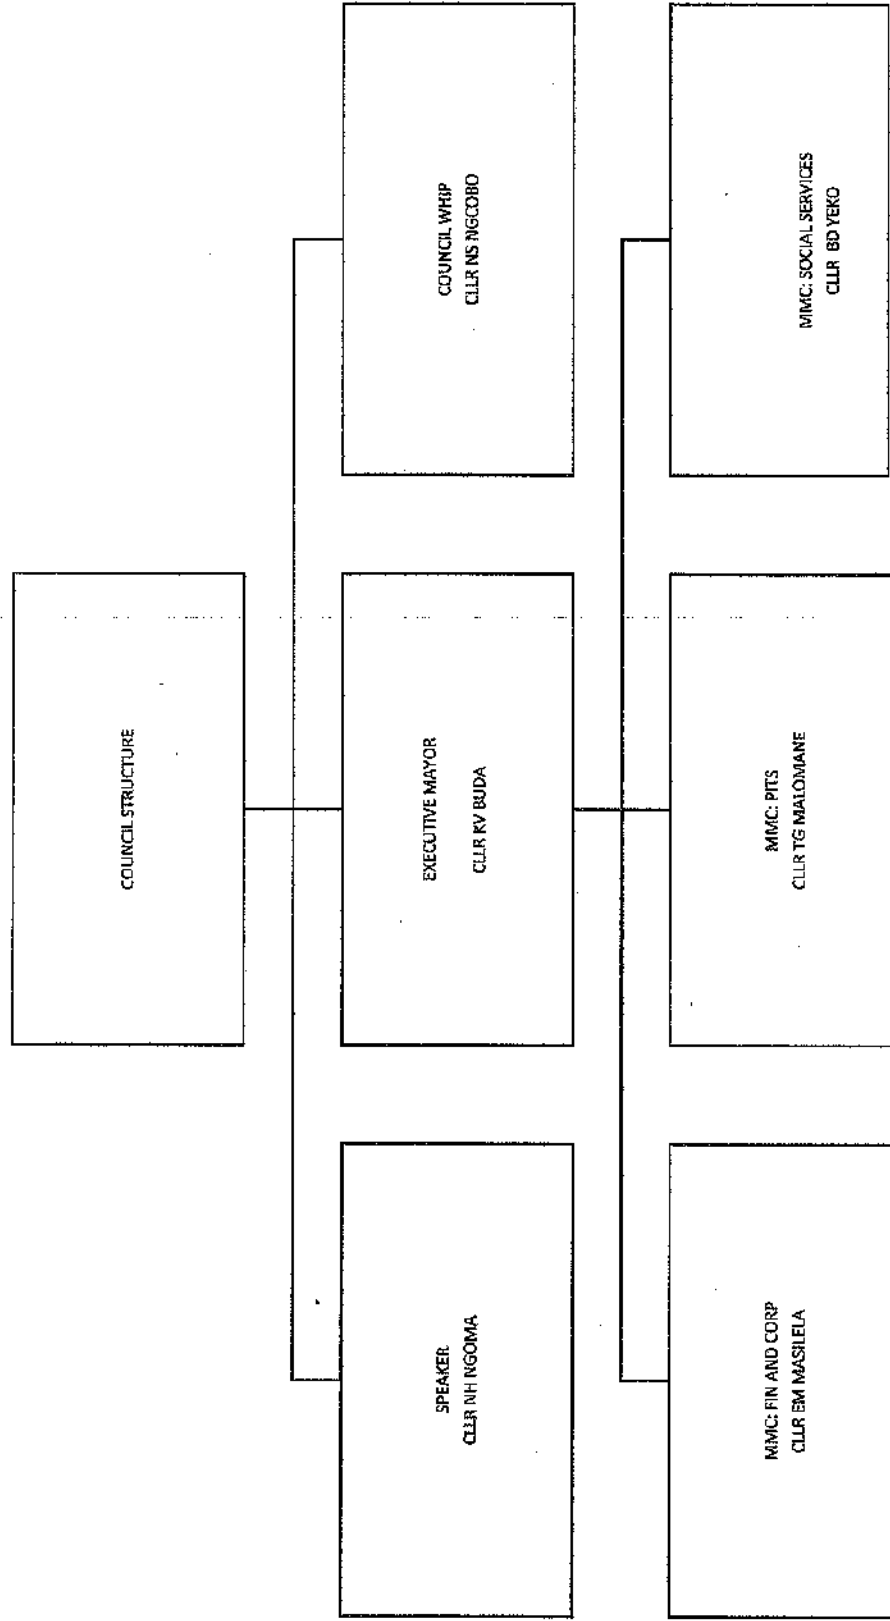 COUNCIL STRUCTURE
SPEAKER
CLLR NH NGOMA
EXECUTIVE MAYOR
CLLR KV BUDA
COUNCIL WHIP
CLLR NS NGCOBO
MMC: FIN AND CORP
CLLR EM MASILELA
MMC: PITS
CLLR TG MALOMANE
MMC: SOCIAL SERVICES
CLLR BD YEKO